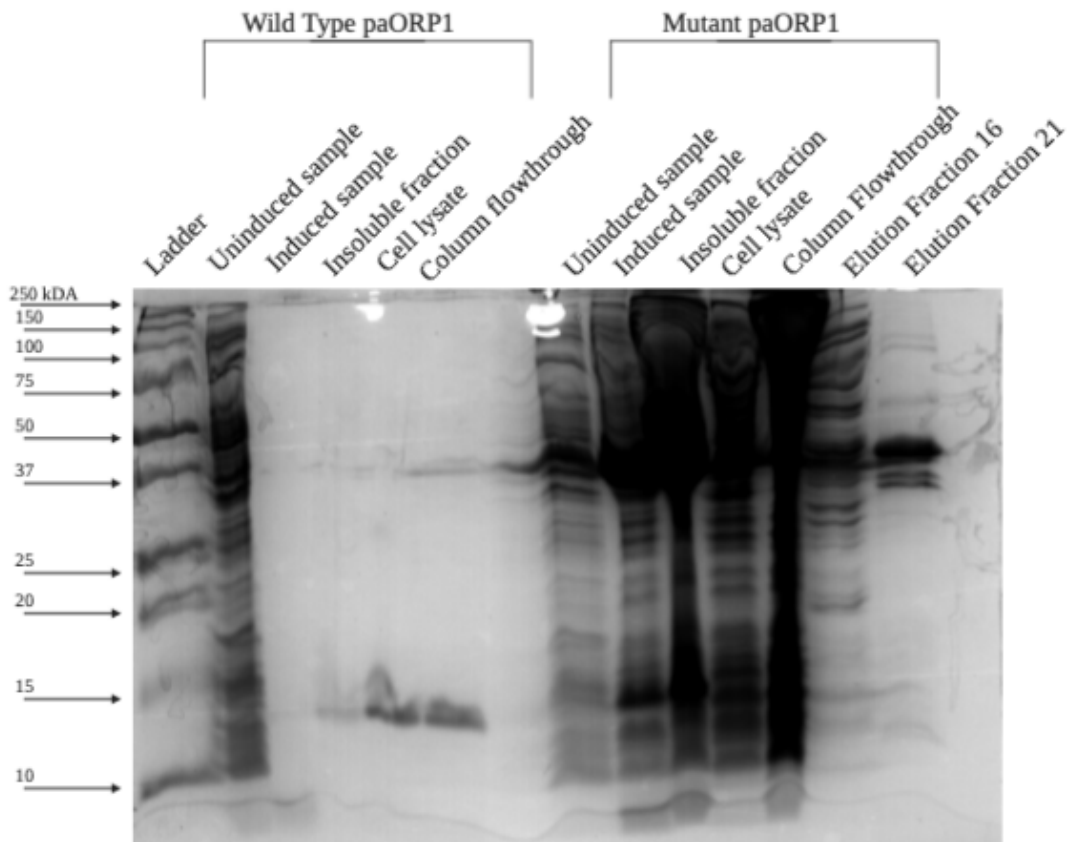 Wild Type paORP1
Mutant paORP1
Ladder
Uninduced sample
Induced sample
Insoluble fraction
Cell lysate
Column flowthrough
Uninduced sample
Induced sample
Insoluble fraction
Cell lysate
Column Flowthrough
Elution Fraction 16
Elution Fraction 21
250 kDA
150
100
75
50
37
25
20
15
10